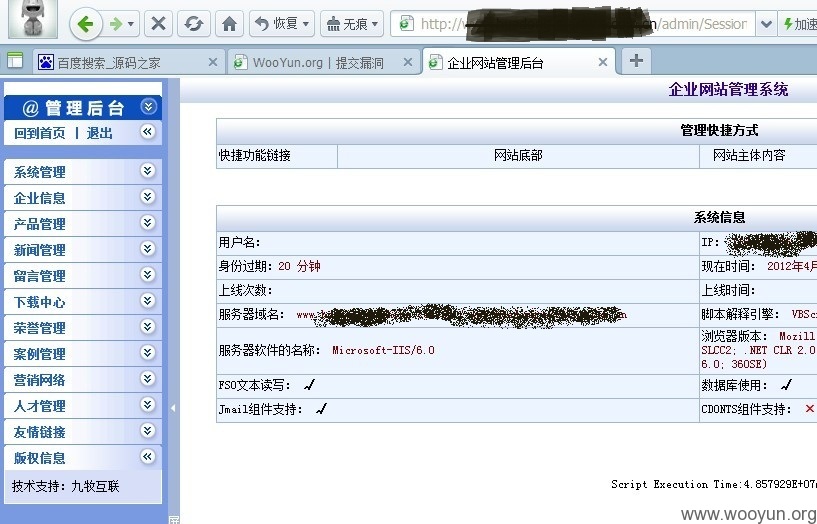 恢复
无痕
http://
n/admin/Session
加速
百度搜索_源码之家
WooYun.org | 提交漏洞
企业网站管理后台
企业网站管理系统
@ 管理后台
回到首页 | 退出
系统管理
企业信息
产品管理
新闻管理
留言管理
下载中心
荣誉管理
案例管理
营销网络
人才管理
友情链接
版权信息
技术支持：九牧互联
管理快捷方式
快捷功能链接
网站底部
网站主体内容
系统信息
用户名：
IP：
身份过期：20 分钟
现在时间： 2012年4月
上线次数：
上线时间：
服务器域名： www.
n
脚本解释引擎： VBSc
服务器软件的名称： Microsoft-IIS/6.0
浏览器版本： Mozill
SLCC2; .NET CLR 2.0
6.0; 360SE)
FSO文本读写： ✓
数据库使用： ✓
Jmail组件支持： ✓
CDONTS组件支持： ×
Script Execution Time:4.857929E+07
www.wooyun.org